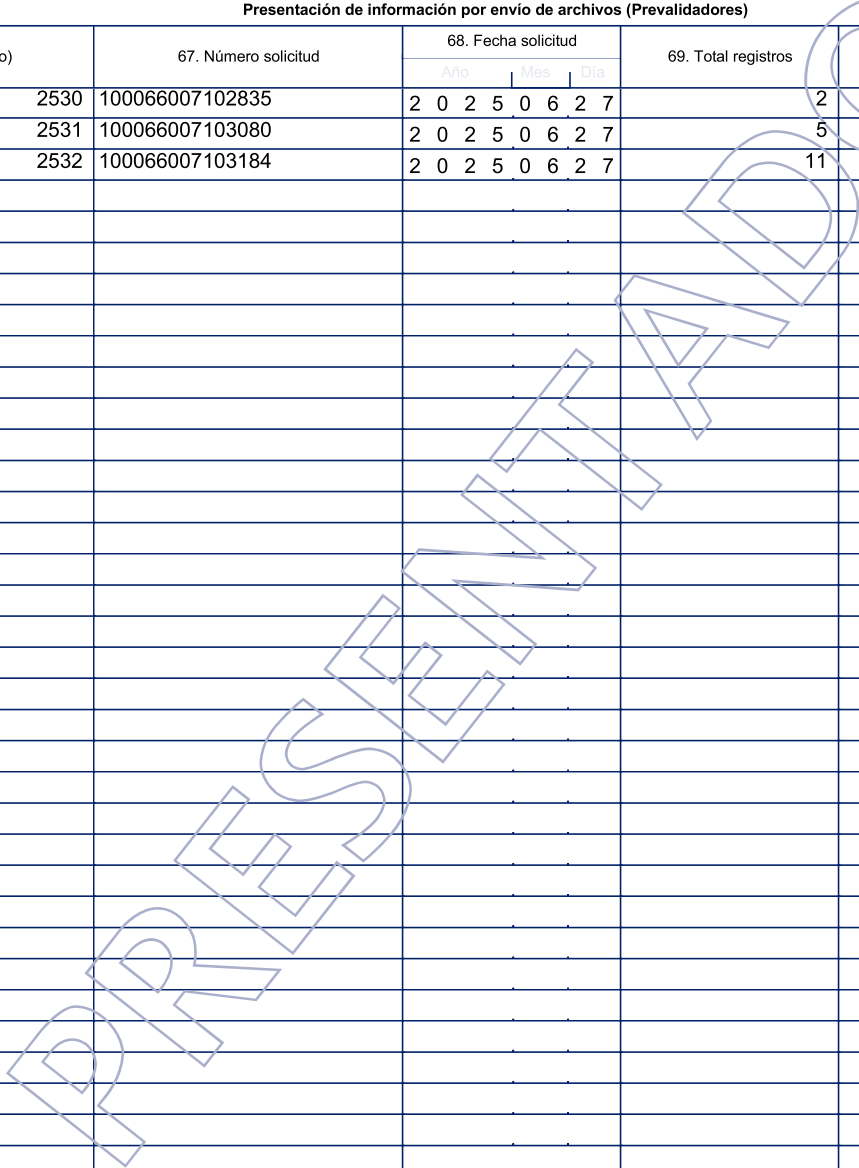 Presentación de información por envío de archivos (Prevalidadores)
o) 67. Número solicitud 68. Fecha solicitud 69. Total registros
Año Mes Día
2530 100066007102835 2 0 2 5 0 6 2 7 2
2531 100066007103080 2 0 2 5 0 6 2 7 5
2532 100066007103184 2 0 2 5 0 6 2 7 11
PRESENTADO